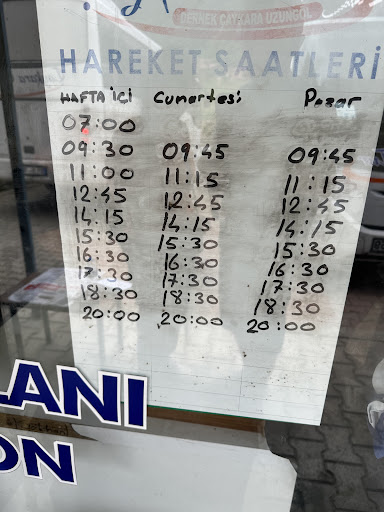 DERNEK ÇAYKARA UZUNGÖL
HAREKET SAATLERİ
HAFTA İÇİ Cumartesi Pazar
07:00
09:30 09:45 09:45
11:00 11:15 11:15
12:45 12:45 12:45
14:15 14:15 14:15
15:30 15:30 15:30
16:30 16:30 16:30
17:30 17:30 17:30
18:30 18:30 18:30
20:00 20:00 20:00
LANI
ON